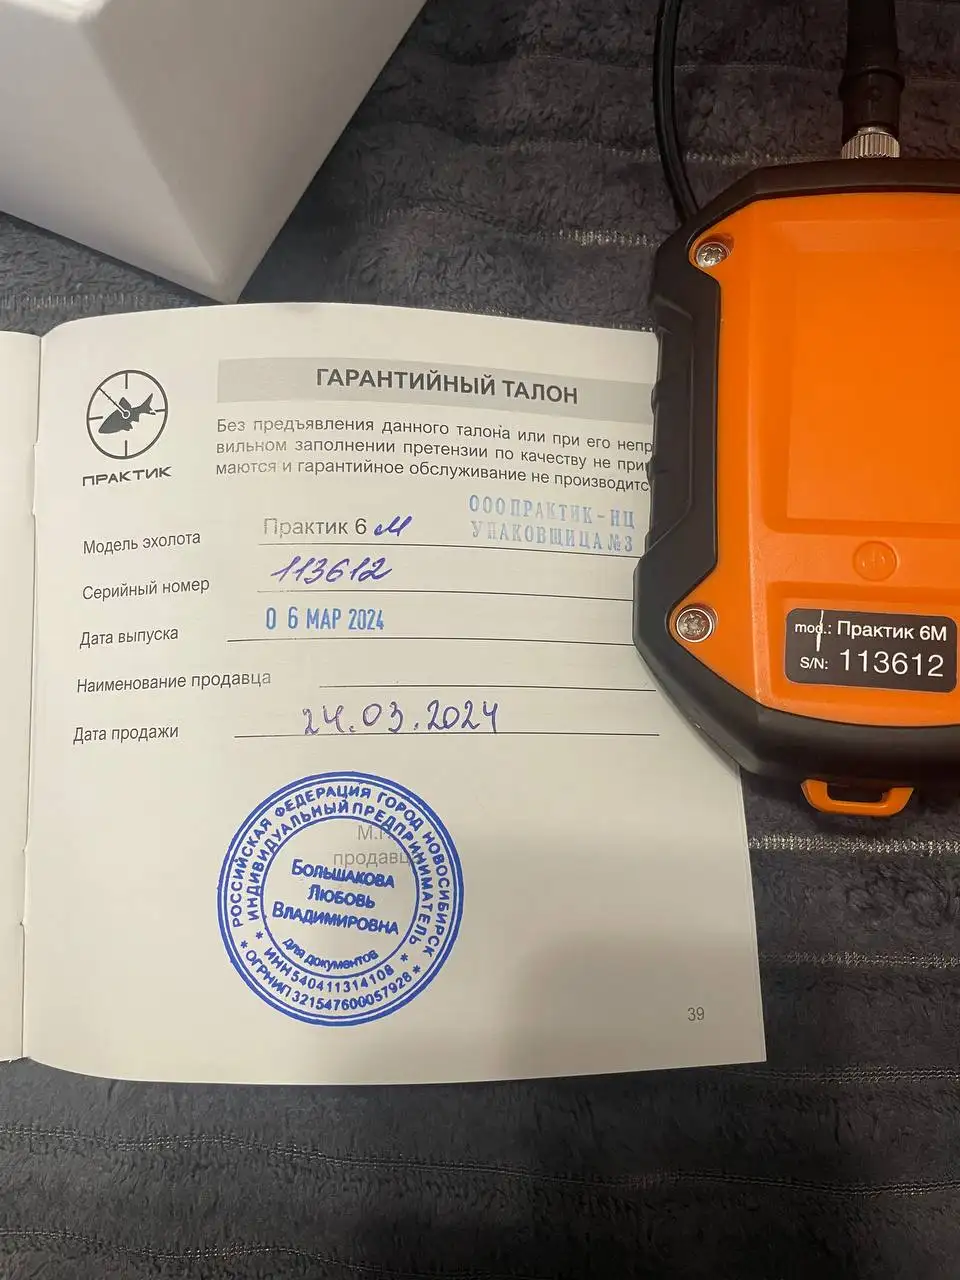 ПРАКТИК
ГАРАНТИЙНЫЙ ТАЛОН
Без предъявления данного талона или при его непр
вильном заполнении претензии по качеству не при
маются и гарантийное обслуживание не производитс
ООО ПРАКТИК-НЦ
УПАКОВЩИЦА №3
Модель эхолота Практик 6 М
Серийный номер 113612
Дата выпуска 0 6 МАР 2024
Наименование продавца
Дата продажи 24.03.2024
М.П.
продавца
РОССИЙСКАЯ ФЕДЕРАЦИЯ ГОРОД НОВОСИБИРСК
ИНДИВИДУАЛЬНЫЙ ПРЕДПРИНИМАТЕЛЬ
БОЛЬШАКОВА
ЛЮБОВЬ
ВЛАДИМИРОВНА
для документов
* ИНН 540411314108 *
* ОГРНИП 321547600057928 *
39
mod.: Практик 6М
S/N: 113612